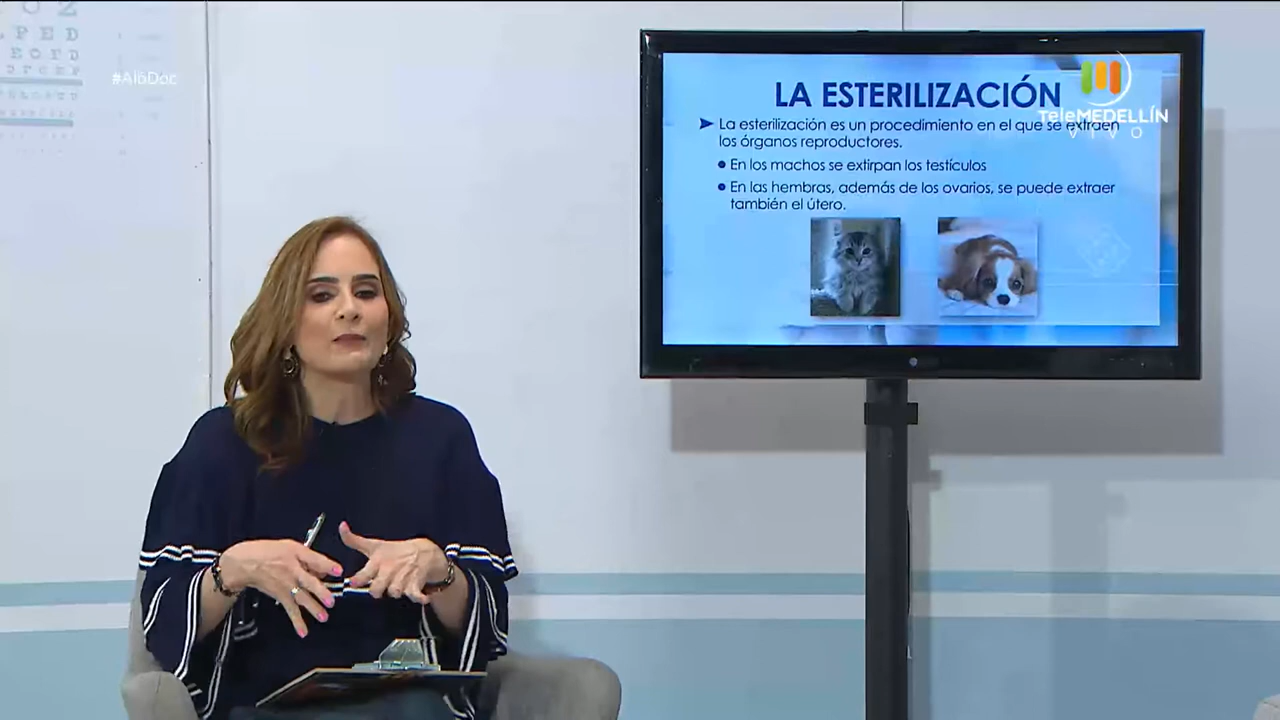 O Z
L P E D
#AlóDoc
LA ESTERILIZACIÓN
teleMEDELLÍN
VIVO
➤ La esterilización es un procedimiento en el que se extraen
los órganos reproductores.
• En los machos se extirpan los testículos
• En las hembras, además de los ovarios, se puede extraer
también el útero.